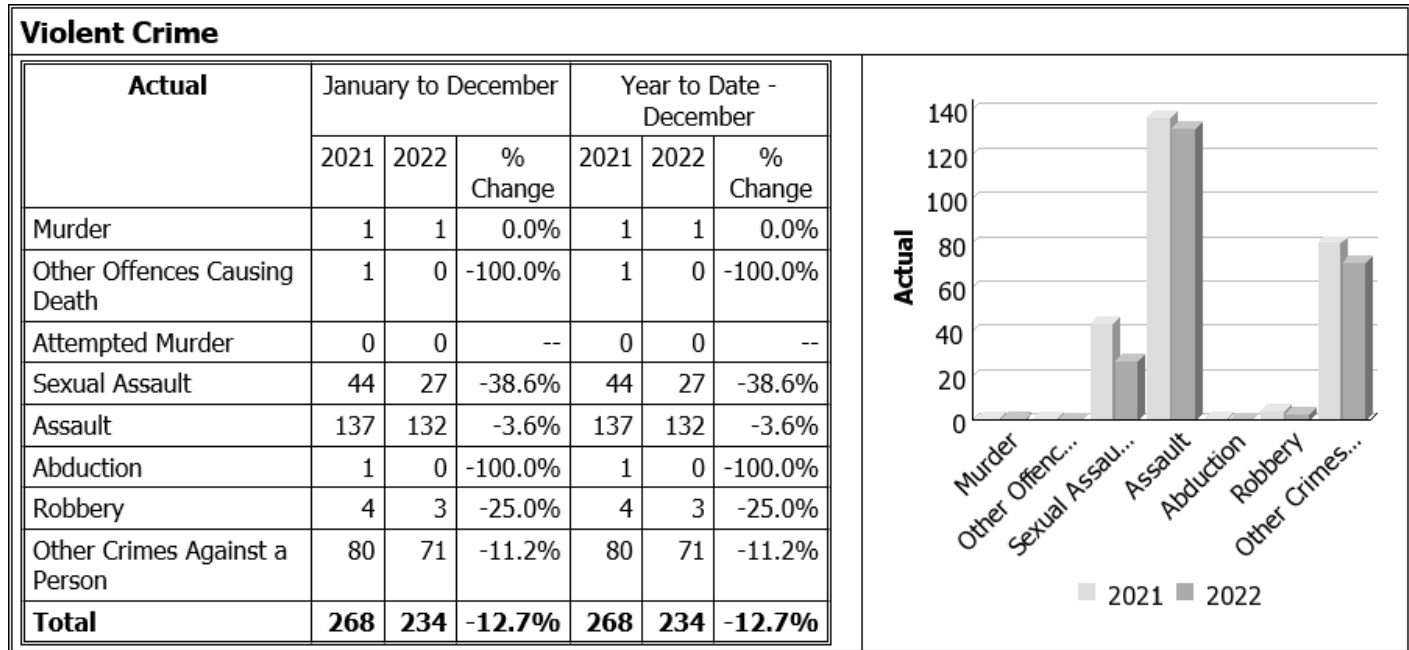 Violent Crime
Actual January to December Year to Date -
December
2021 2022 % 2021 2022 %
Change Change
Murder 1 1 0.0% 1 1 0.0%
Other Offences Causing 1 0 -100.0% 1 0 -100.0%
Death
Attempted Murder 0 0 -- 0 0 --
Sexual Assault 44 27 -38.6% 44 27 -38.6%
Assault 137 132 -3.6% 137 132 -3.6%
Abduction 1 0 -100.0% 1 0 -100.0%
Robbery 4 3 -25.0% 4 3 -25.0%
Other Crimes Against a 80 71 -11.2% 80 71 -11.2%
Person
Total 268 234 -12.7% 268 234 -12.7%
Actual
140
120
100
80
60
40
20
0
Murder
Other Offenc...
Sexual Assau...
Assault
Abduction
Robbery
Other Crimes...
2021 2022